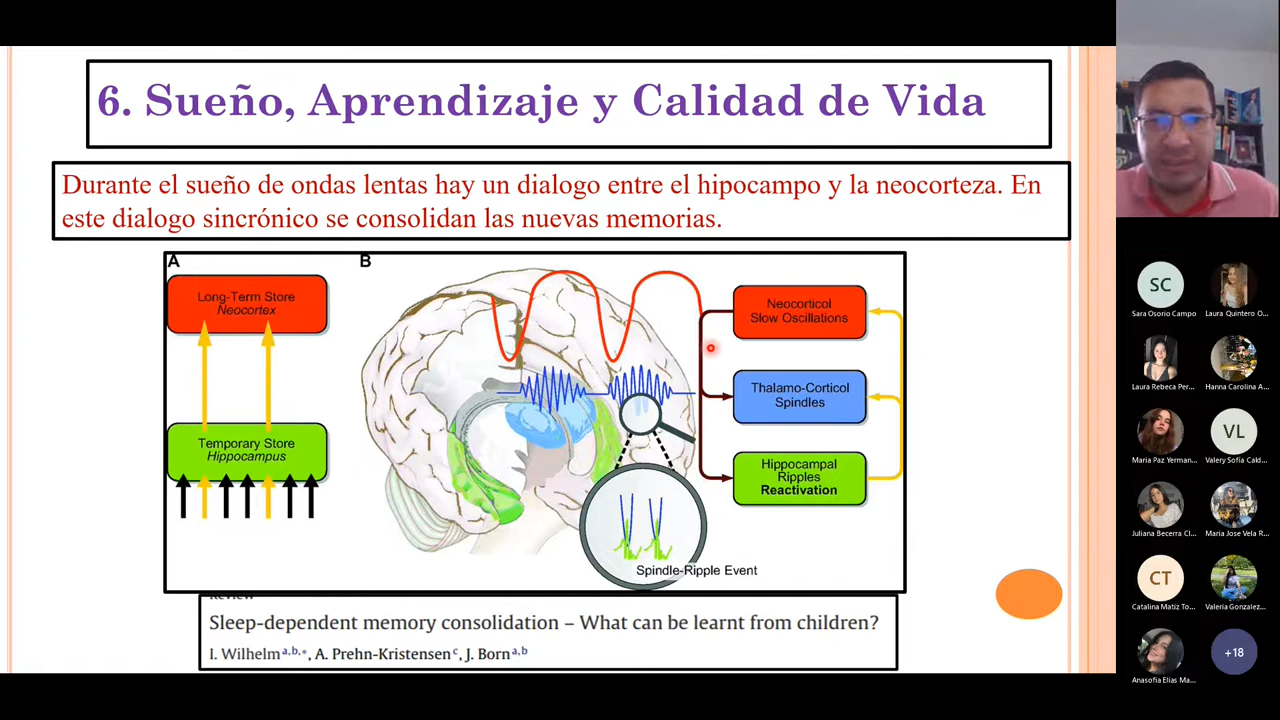 6. Sueño, Aprendizaje y Calidad de Vida
Durante el sueño de ondas lentas hay un dialogo entre el hipocampo y la neocorteza. En
este dialogo sincrónico se consolidan las nuevas memorias.
A
Long-Term Store
Neocortex
Temporary Store
Hippocampus
B
Neocorticol
Slow Oscillations
Thalamo-Corticol
Spindles
Hippocampal
Ripples
Reactivation
Spindle-Ripple Event
Sleep-dependent memory consolidation – What can be learnt from children?
I. Wilhelm a,b,*, A. Prehn-Kristensen c, J. Born a,b
SC
Sara Osorio Campo
Laura Quintero O...
Laura Rebeca Per...
Hanna Carolina A...
Maria Paz Yerman...
VL
Valery Sofía Cald...
Juliana Becerra Cl...
Maria Jose Vela R...
CT
Catalina Matiz To...
Valeria Gonzalez...
Anasofia Elias Ma...
+18